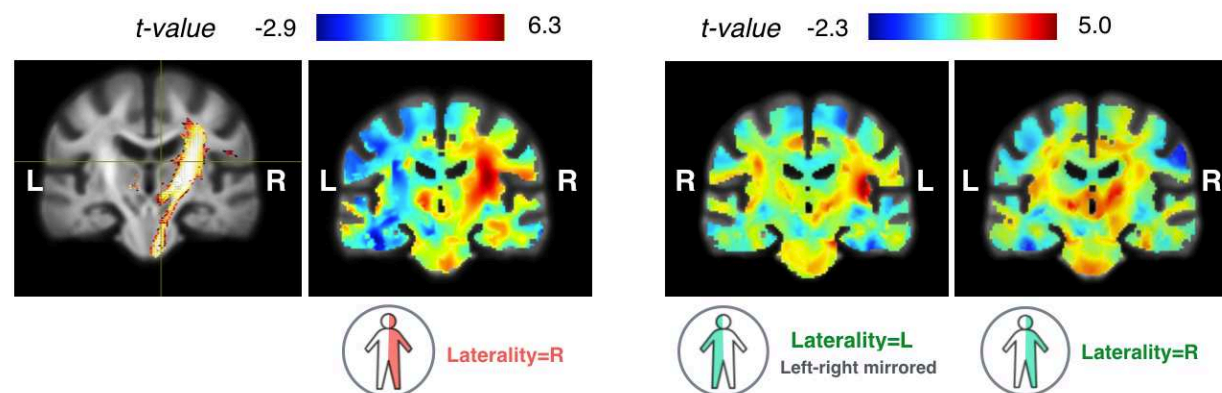 t-value -2.9 6.3
t-value -2.3 5.0
L R
L R
R L
L R
Laterality=R
Laterality=L
Left-right mirrored
Laterality=R